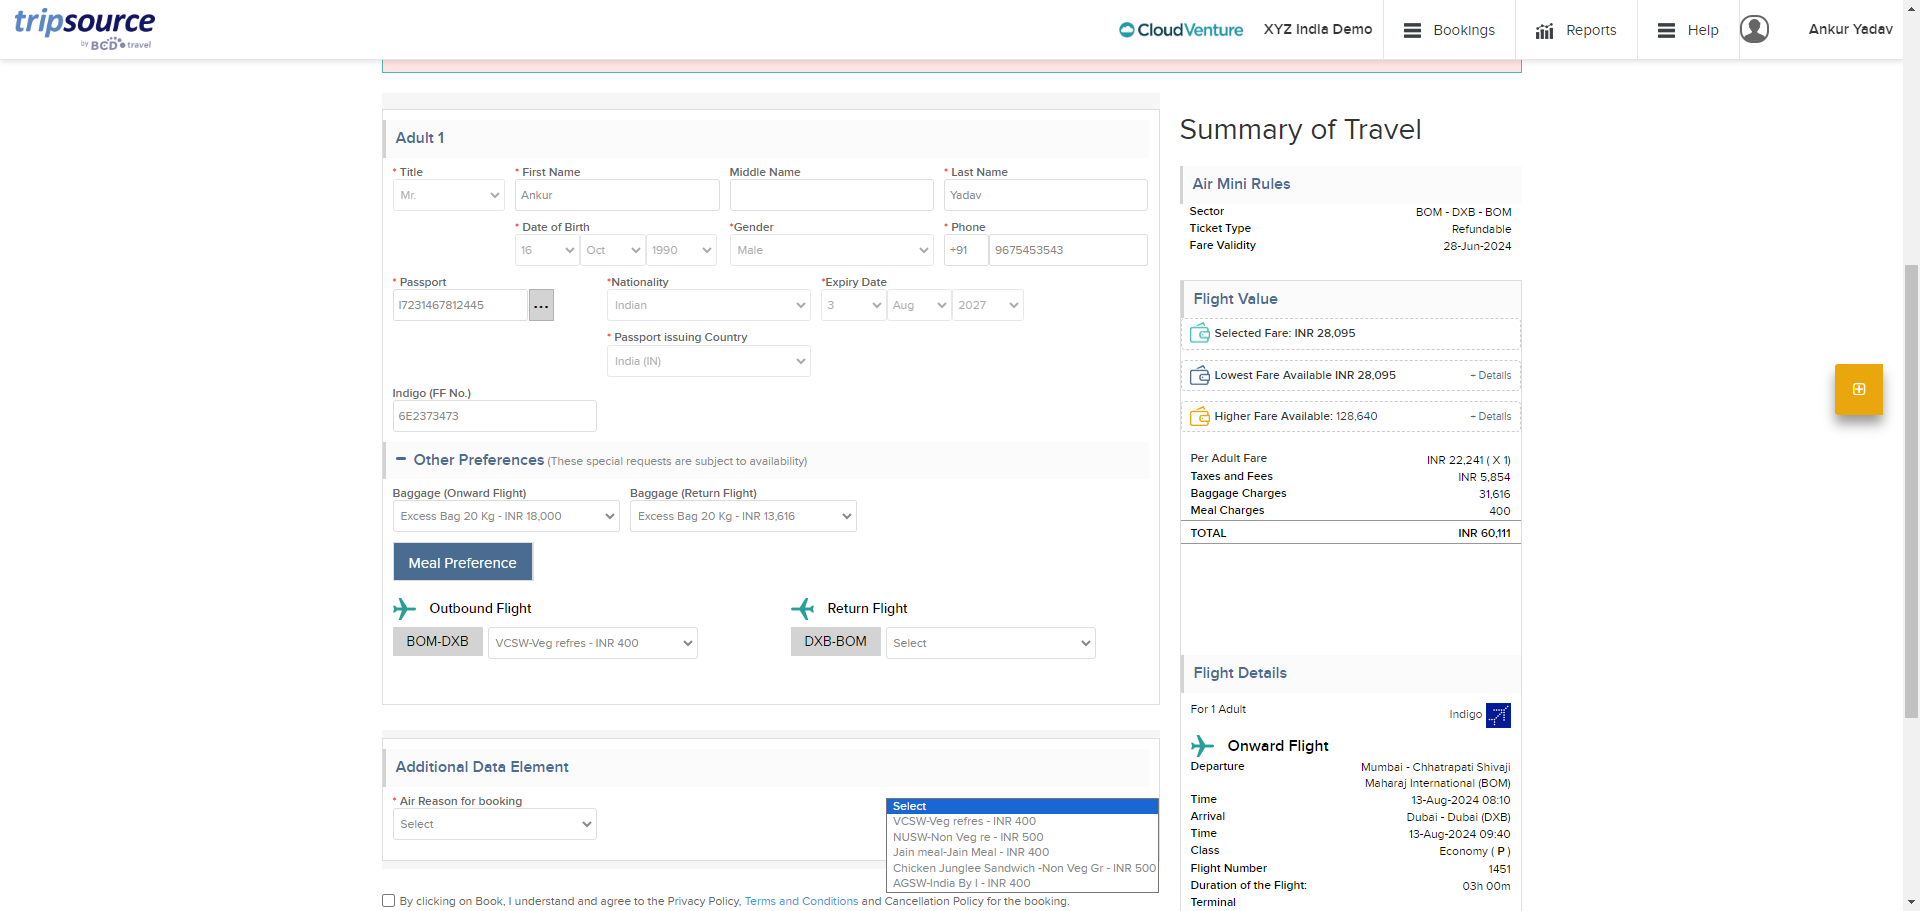 tripsource
by BCD travel
CloudVenture
XYZ India Demo
Bookings
Reports
Help
Ankur Yadav
Adult 1
* Title
* First Name
Middle Name
* Last Name
Mr.
Ankur
Yadav
* Date of Birth
*Gender
* Phone
16
Oct
1990
Male
+91
9675453543
* Passport
*Nationality
*Expiry Date
I7231467812445
...
Indian
3
Aug
2027
* Passport issuing Country
India (IN)
Indigo (FF No.)
6E2373473
− Other Preferences (These special requests are subject to availability)
Baggage (Onward Flight)
Baggage (Return Flight)
Excess Bag 20 Kg - INR 18,000
Excess Bag 20 Kg - INR 13,616
Meal Preference
Outbound Flight
Return Flight
BOM-DXB
VCSW-Veg refres - INR 400
DXB-BOM
Select
Additional Data Element
* Air Reason for booking
Select
Select
VCSW-Veg refres - INR 400
NUSW-Non Veg re - INR 500
Jain meal-Jain Meal - INR 400
Chicken Junglee Sandwich -Non Veg Gr - INR 500
AGSW-India By I - INR 400
By clicking on Book, I understand and agree to the Privacy Policy, Terms and Conditions and Cancellation Policy for the booking.
Summary of Travel
Air Mini Rules
Sector BOM - DXB - BOM
Ticket Type Refundable
Fare Validity 28-Jun-2024
Flight Value
Selected Fare: INR 28,095
Lowest Fare Available INR 28,095 + Details
Higher Fare Available: 128,640 + Details
Per Adult Fare INR 22,241 ( X 1)
Taxes and Fees INR 5,854
Baggage Charges 31,616
Meal Charges 400
TOTAL INR 60,111
Flight Details
For 1 Adult Indigo
Onward Flight
Departure Mumbai - Chhatrapati Shivaji
Maharaj International (BOM)
Time 13-Aug-2024 08:10
Arrival Dubai - Dubai (DXB)
Time 13-Aug-2024 09:40
Class Economy ( P )
Flight Number 1451
Duration of the Flight: 03h 00m
Terminal